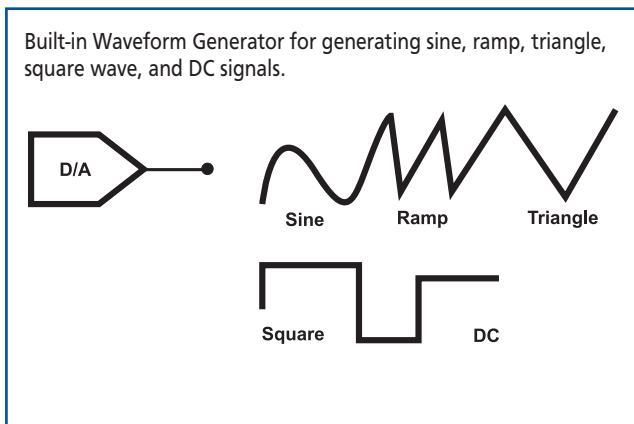 Built-in Waveform Generator for generating sine, ramp, triangle,
square wave, and DC signals.
D/A
Sine
Ramp
Triangle
Square
DC